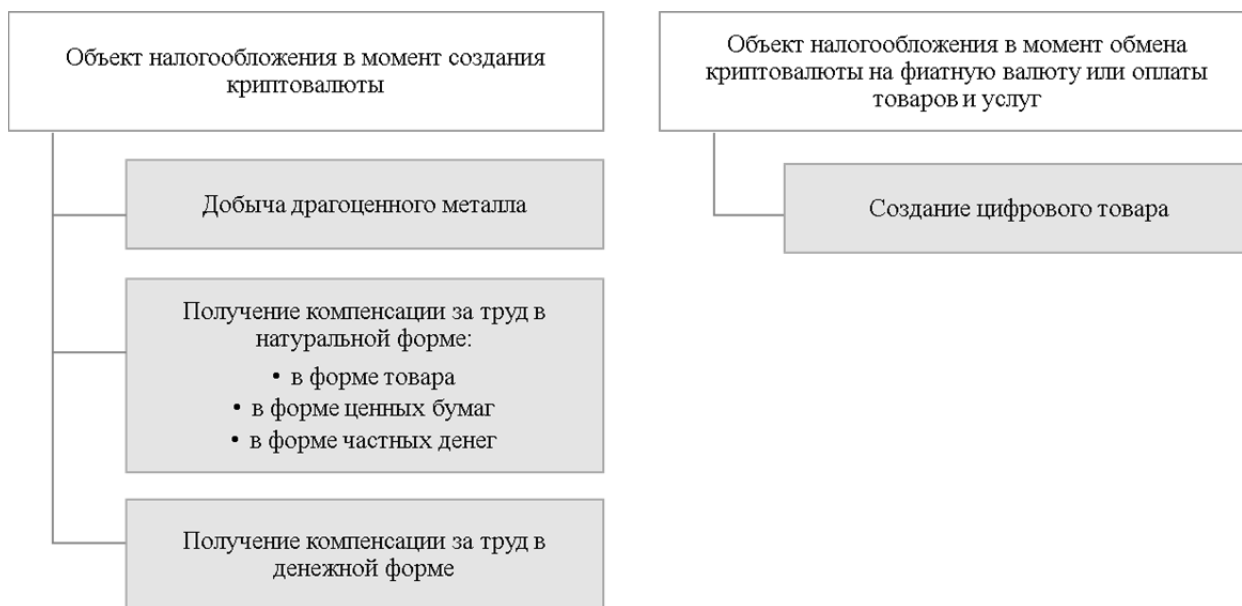 Объект налогообложения в момент создания
криптовалюты
Добыча драгоценного металла
Получение компенсации за труд в
натуральной форме:
• в форме товара
• в форме ценных бумаг
• в форме частных денег
Получение компенсации за труд в
денежной форме
Объект налогообложения в момент обмена
криптовалюты на фиатную валюту или оплаты
товаров и услуг
Создание цифрового товара